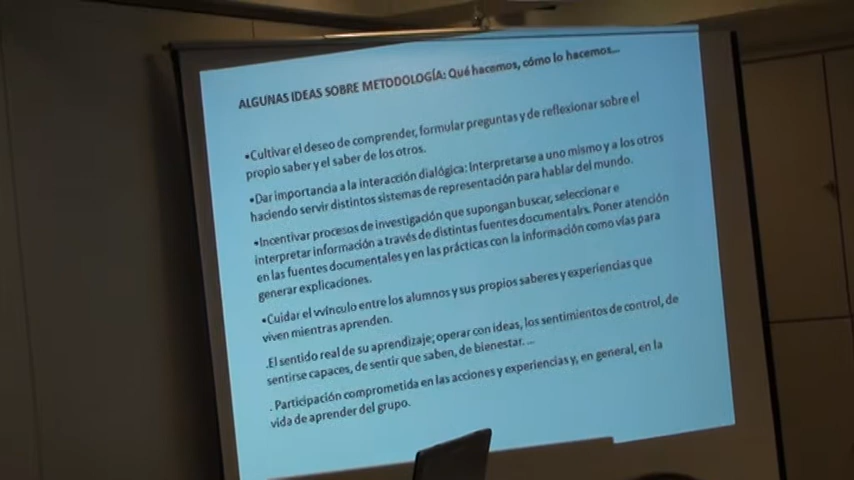 ALGUNAS IDEAS SOBRE METODOLOGÍA: Qué hacemos, cómo lo hacemos...
•Cultivar el deseo de comprender, formular preguntas y de reflexionar sobre el
propio saber y el saber de los otros.
•Dar importancia a la interacción dialógica: Interpretarse a uno mismo y a los otros
haciendo servir distintos sistemas de representación para hablar del mundo.
•Incentivar procesos de investigación que supongan buscar, seleccionar e
interpretar información a través de distintas fuentes documentalrs. Poner atención
en las fuentes documentales y en las prácticas con la información como vías para
generar explicaciones.
•Cuidar el vvínculo entre los alumnos y sus propios saberes y experiencias que
viven mientras aprenden.
.El sentido real de su aprendizaje; operar con ideas, los sentimientos de control, de
sentirse capaces, de sentir que saben, de bienestar. ...
. Participación comprometida en las acciones y experiencias y, en general, en la
vida de aprender del grupo.